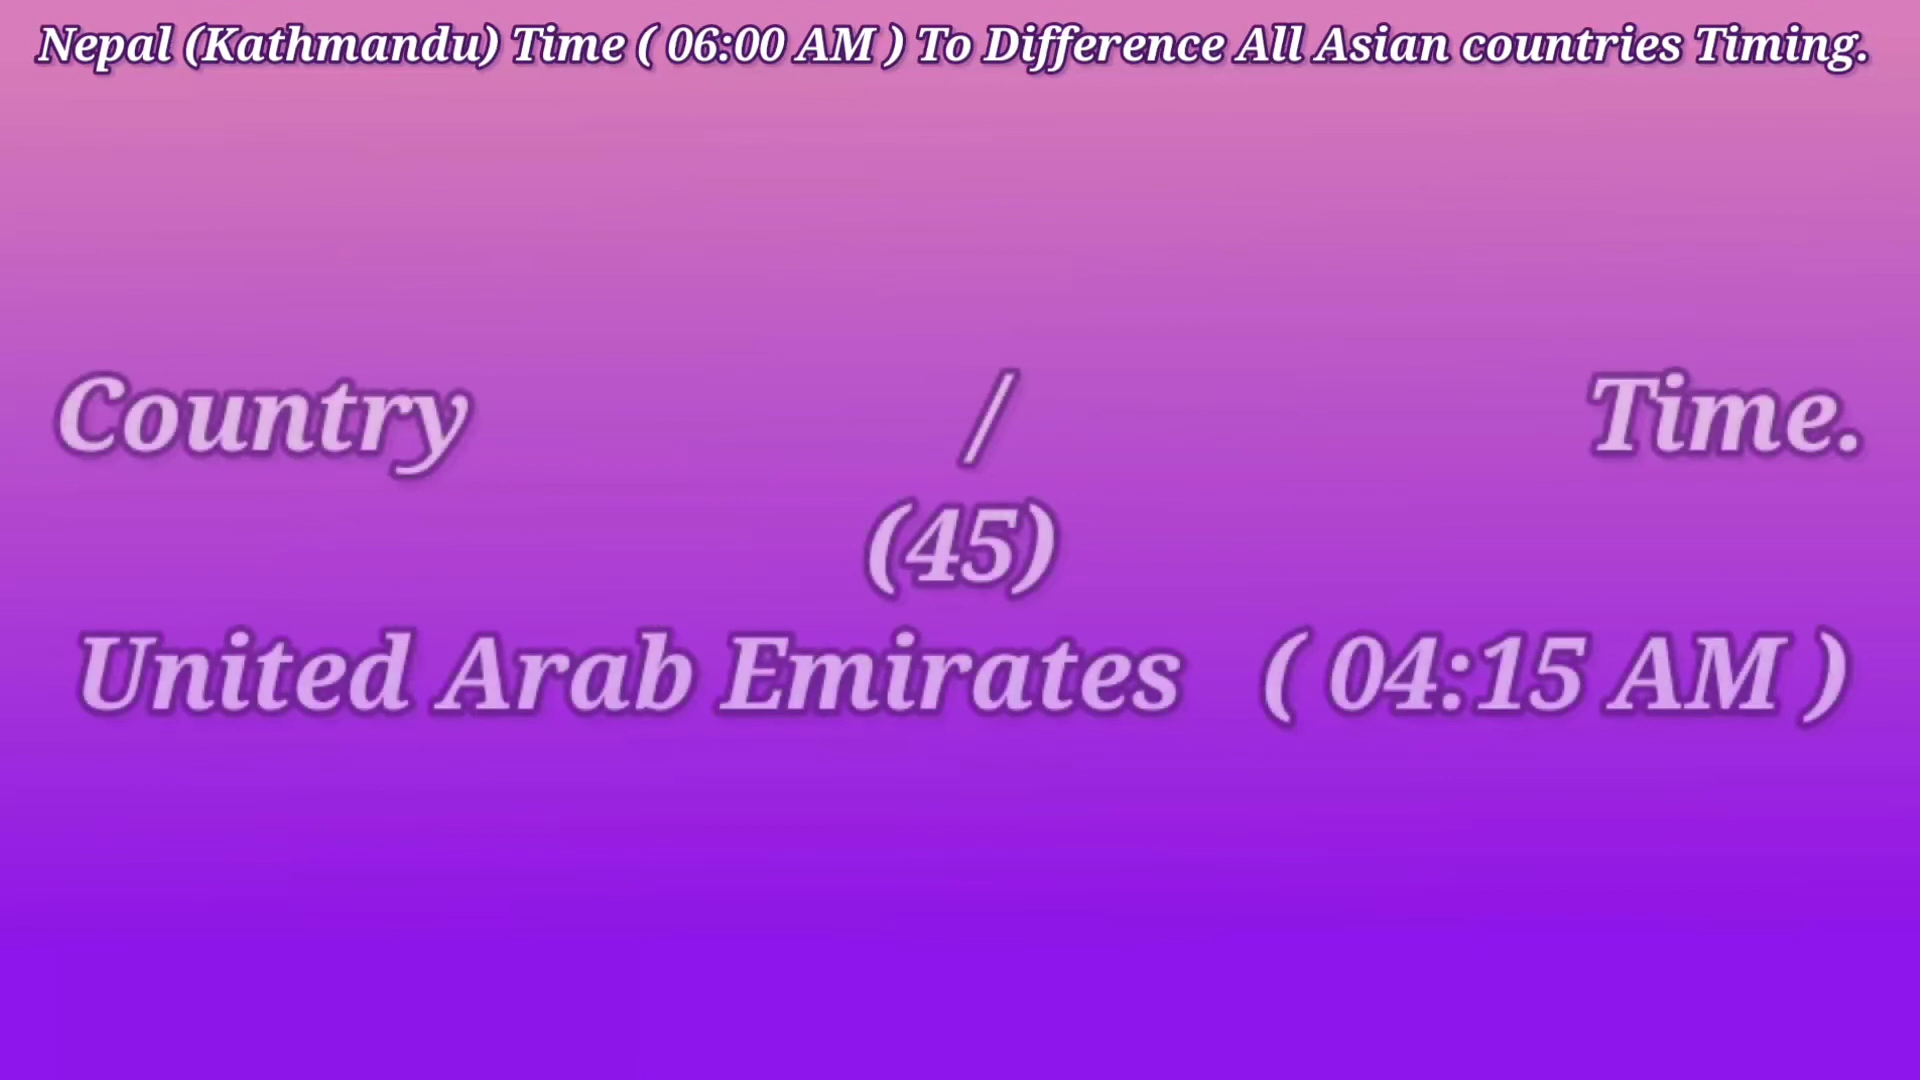 Nepal (Kathmandu) Time ( 06:00 AM ) To Difference All Asian countries Timing.
Country / Time.
(45)
United Arab Emirates ( 04:15 AM )